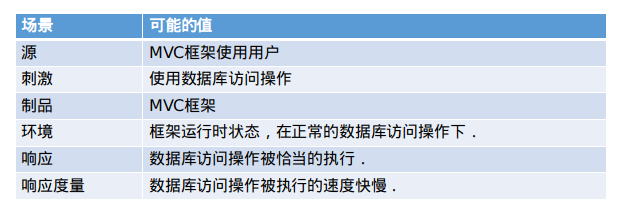 场景 可能的值
源 MVC框架使用用户
刺激 使用数据库访问操作
制品 MVC框架
环境 框架运行时状态，在正常的数据库访问操作下．
响应 数据库访问操作被恰当的执行．
响应度量 数据库访问操作被执行的速度快慢．